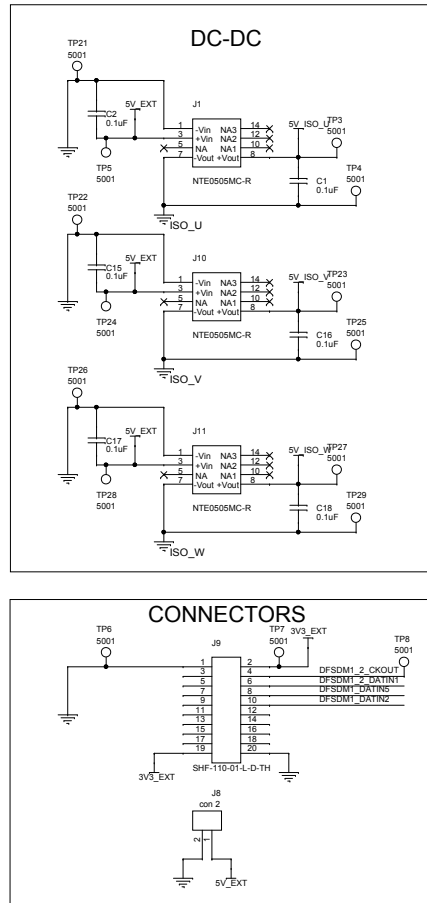 DC-DC
TP21
5001
C2
0.1uF
5V_EXT
J1
1 -Vin NA3 14
3 +Vin NA2 12
5 NA NA1 10
7 -Vout +Vout 8
NTE0505MC-R
5V_ISO_U
TP3
5001
TP5
5001
C1
0.1uF
TP4
5001
ISO_U
TP22
5001
C15
0.1uF
5V_EXT
J10
1 -Vin NA3 14
3 +Vin NA2 12
5 NA NA1 10
7 -Vout +Vout 8
NTE0505MC-R
5V_ISO_V
TP23
5001
TP24
5001
C16
0.1uF
TP25
5001
ISO_V
TP26
5001
C17
0.1uF
5V_EXT
J11
1 -Vin NA3 14
3 +Vin NA2 12
5 NA NA1 10
7 -Vout +Vout 8
NTE0505MC-R
5V_ISO_W
TP27
5001
TP28
5001
C18
0.1uF
TP29
5001
ISO_W
CONNECTORS
TP6
5001
J9
TP7
5001
3V3_EXT
TP8
5001
1 2
3 4 DFSDM1_2_CKOUT
5 6 DFSDM1_2_DATIN1
7 8 DFSDM1_DATIN5
9 10 DFSDM1_DATIN2
11 12
13 14
15 16
17 18
19 20
3V3_EXT
SHF-110-01-L-D-TH
J8
con 2
2 1
5V_EXT